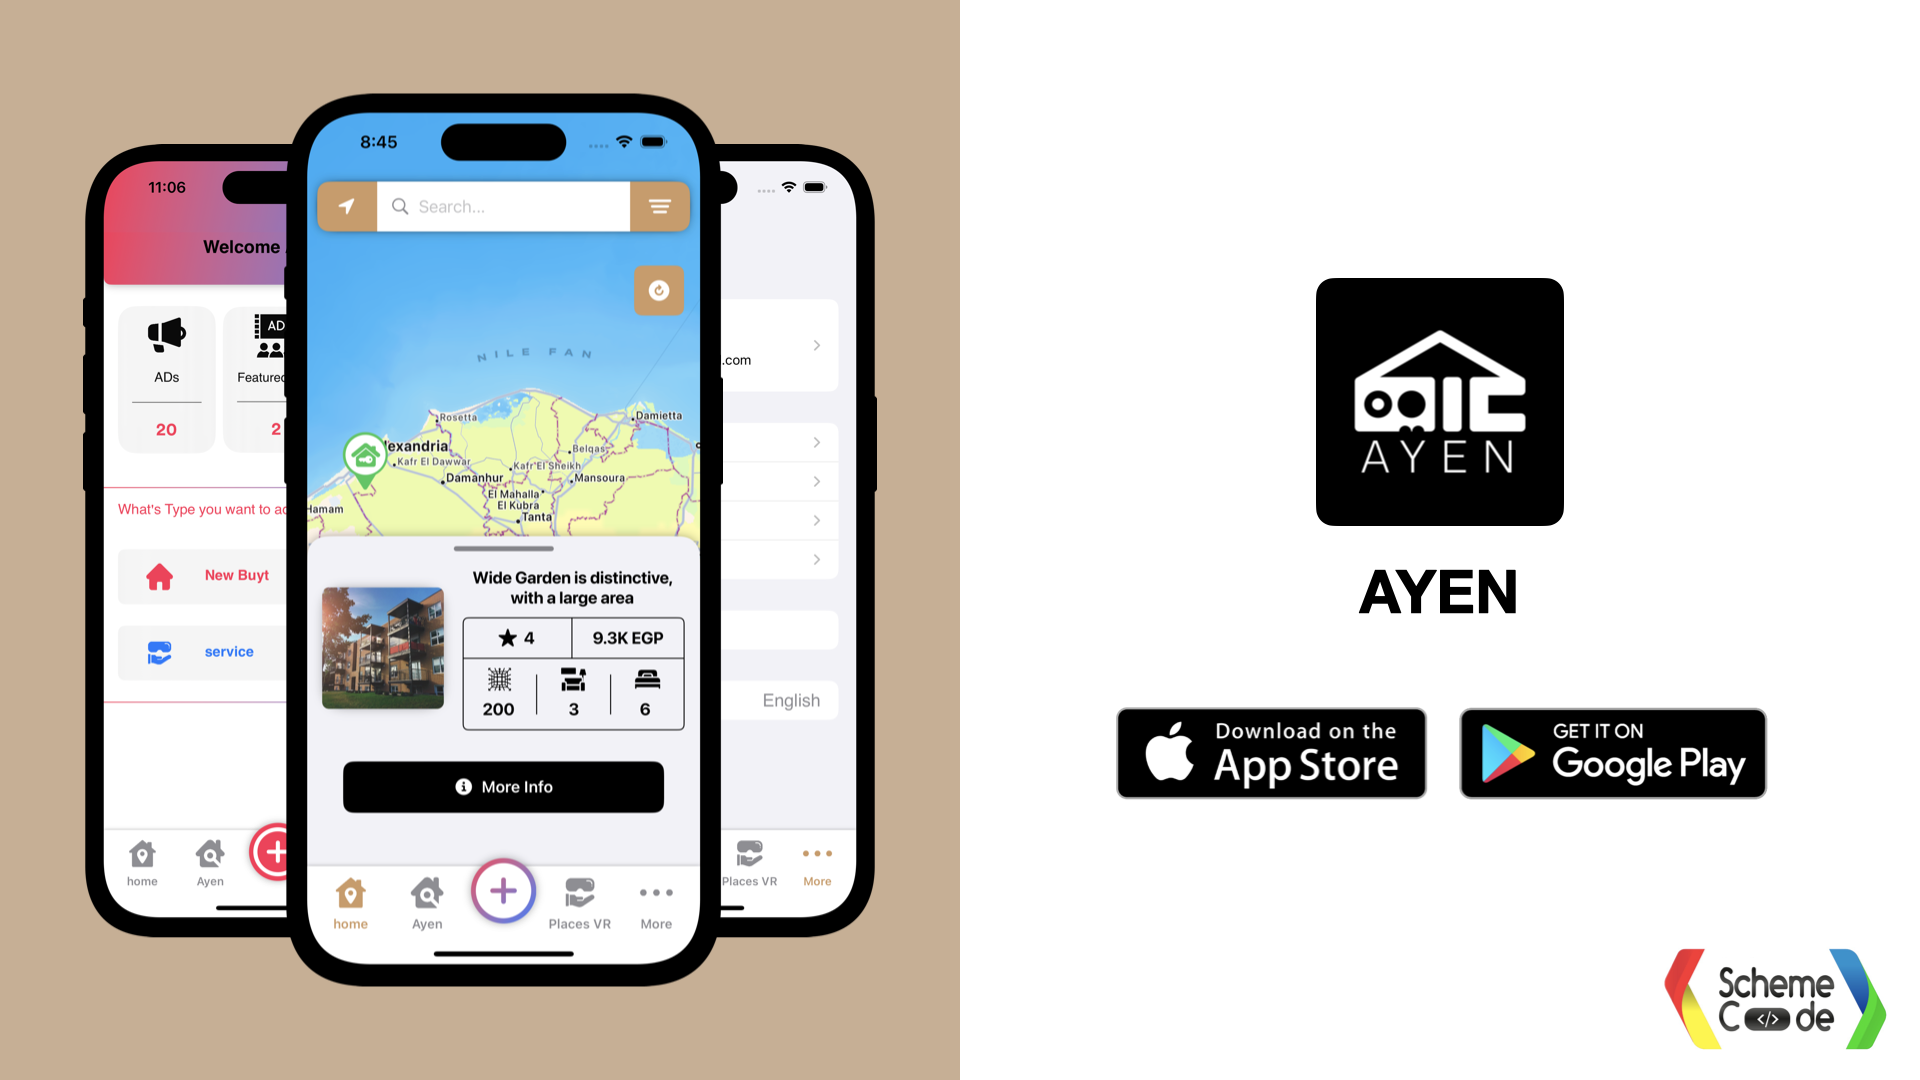 11:06
Welcome
ADs
20
AD
Featured
2
What's Type you want to
New Buyt
service
home
Ayen
8:45
Search...
NILE FAN
Rosetta
Damietta
exandria
Kafr El Dawwar
Belqas
Kafr El Sheikh
Damanhur
Mansoura
El Mahalla
El Kubra
Hamam
Tanta
Wide Garden is distinctive,
with a large area
4
9.3K EGP
200
3
6
More Info
home
Ayen
Places VR
More
.com
English
Places VR
More
AYEN
AYEN
Download on the
App Store
GET IT ON
Google Play
Scheme
Code